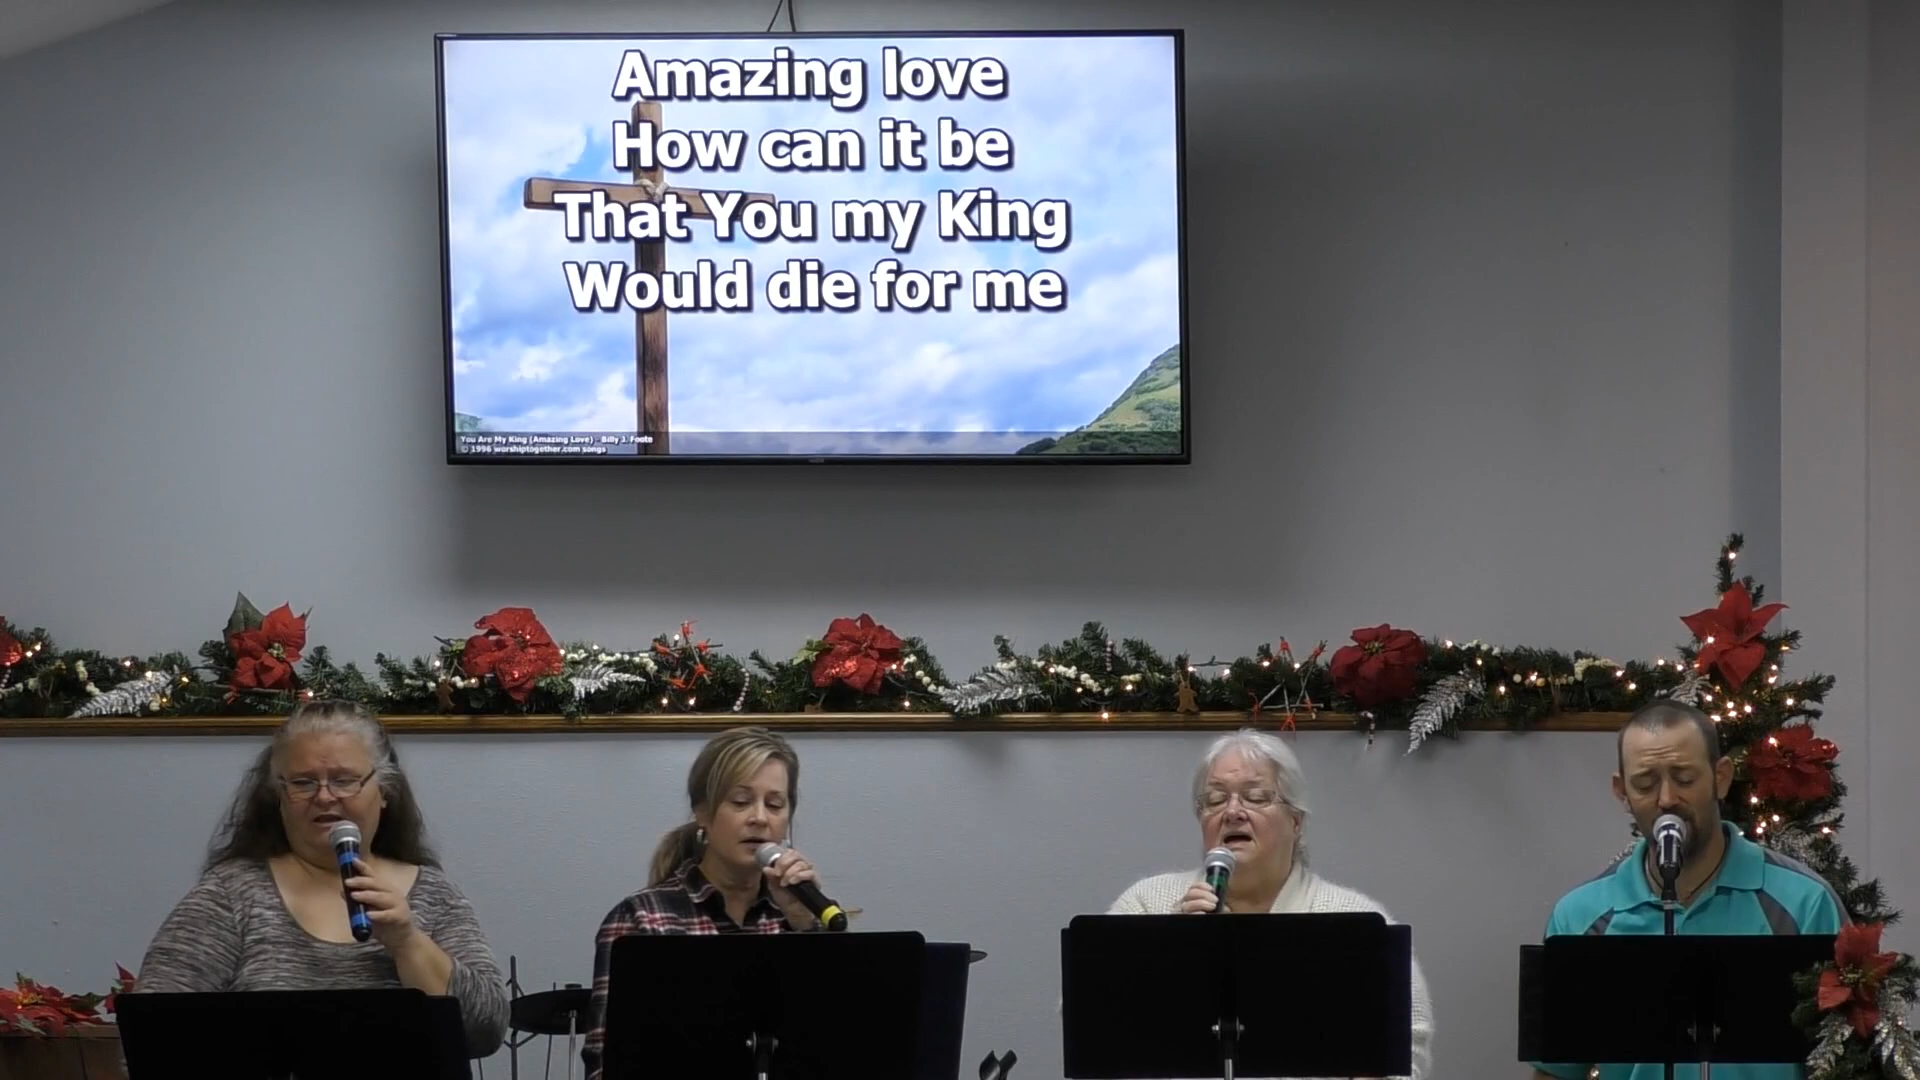 Amazing love
How can it be
That You my King
Would die for me
You Are My King (Amazing Love) - Billy J. Foote
© 1996 worshiptogether.com songs